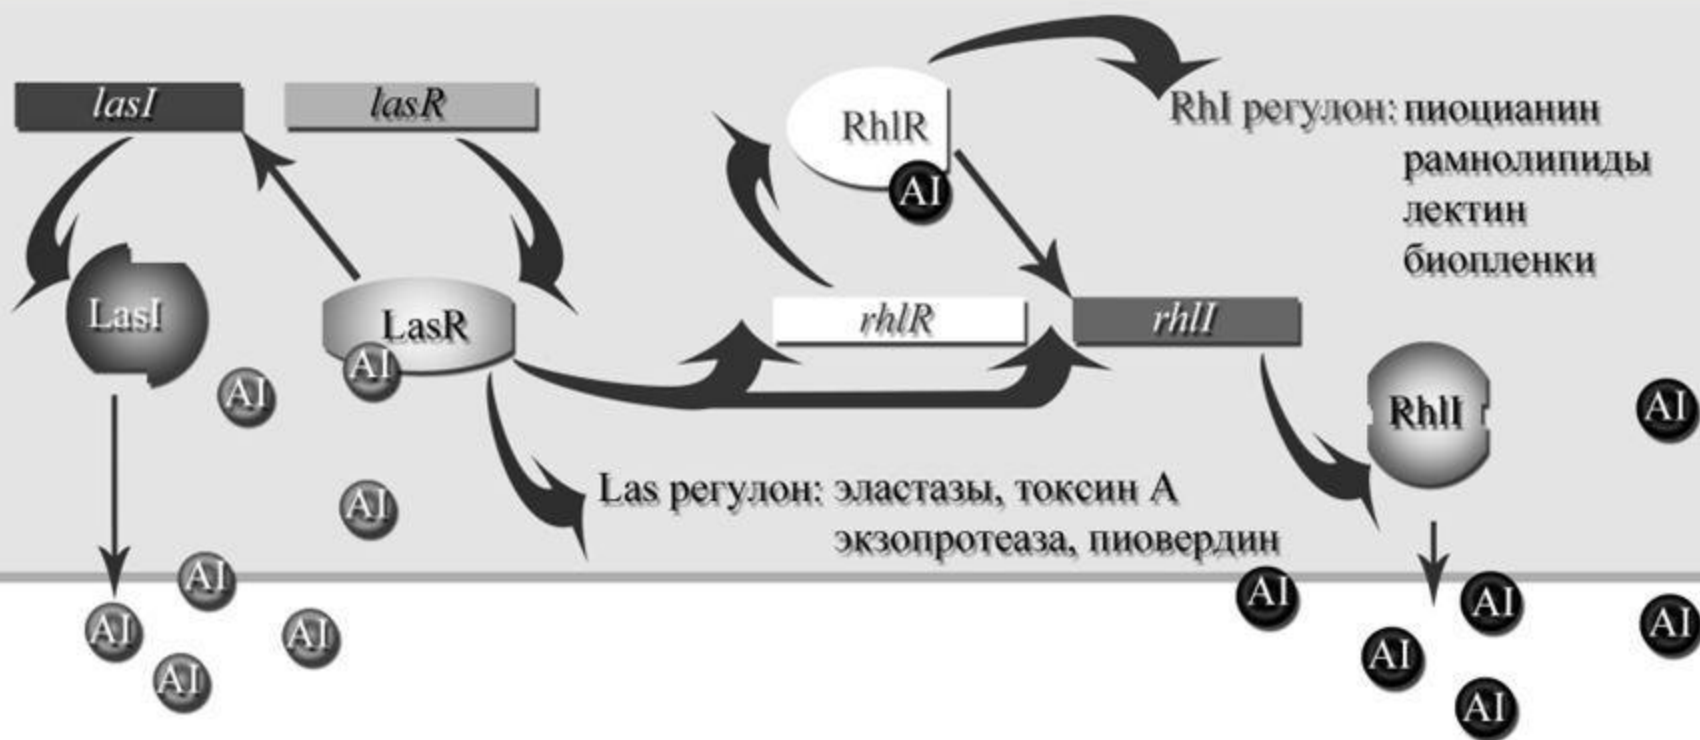 lasI
lasR
RhlR
AI
Rhl регулон: пиоцианин
рамнолипиды
лектин
биопленки
LasI
LasR
AI
AI
rhlR
rhlI
RhlI
AI
AI
Las регулон: эластазы, токсин А
экзопротеаза, пиовердин
AI
AI
AI
AI
AI
AI
AI
AI
AI
AI